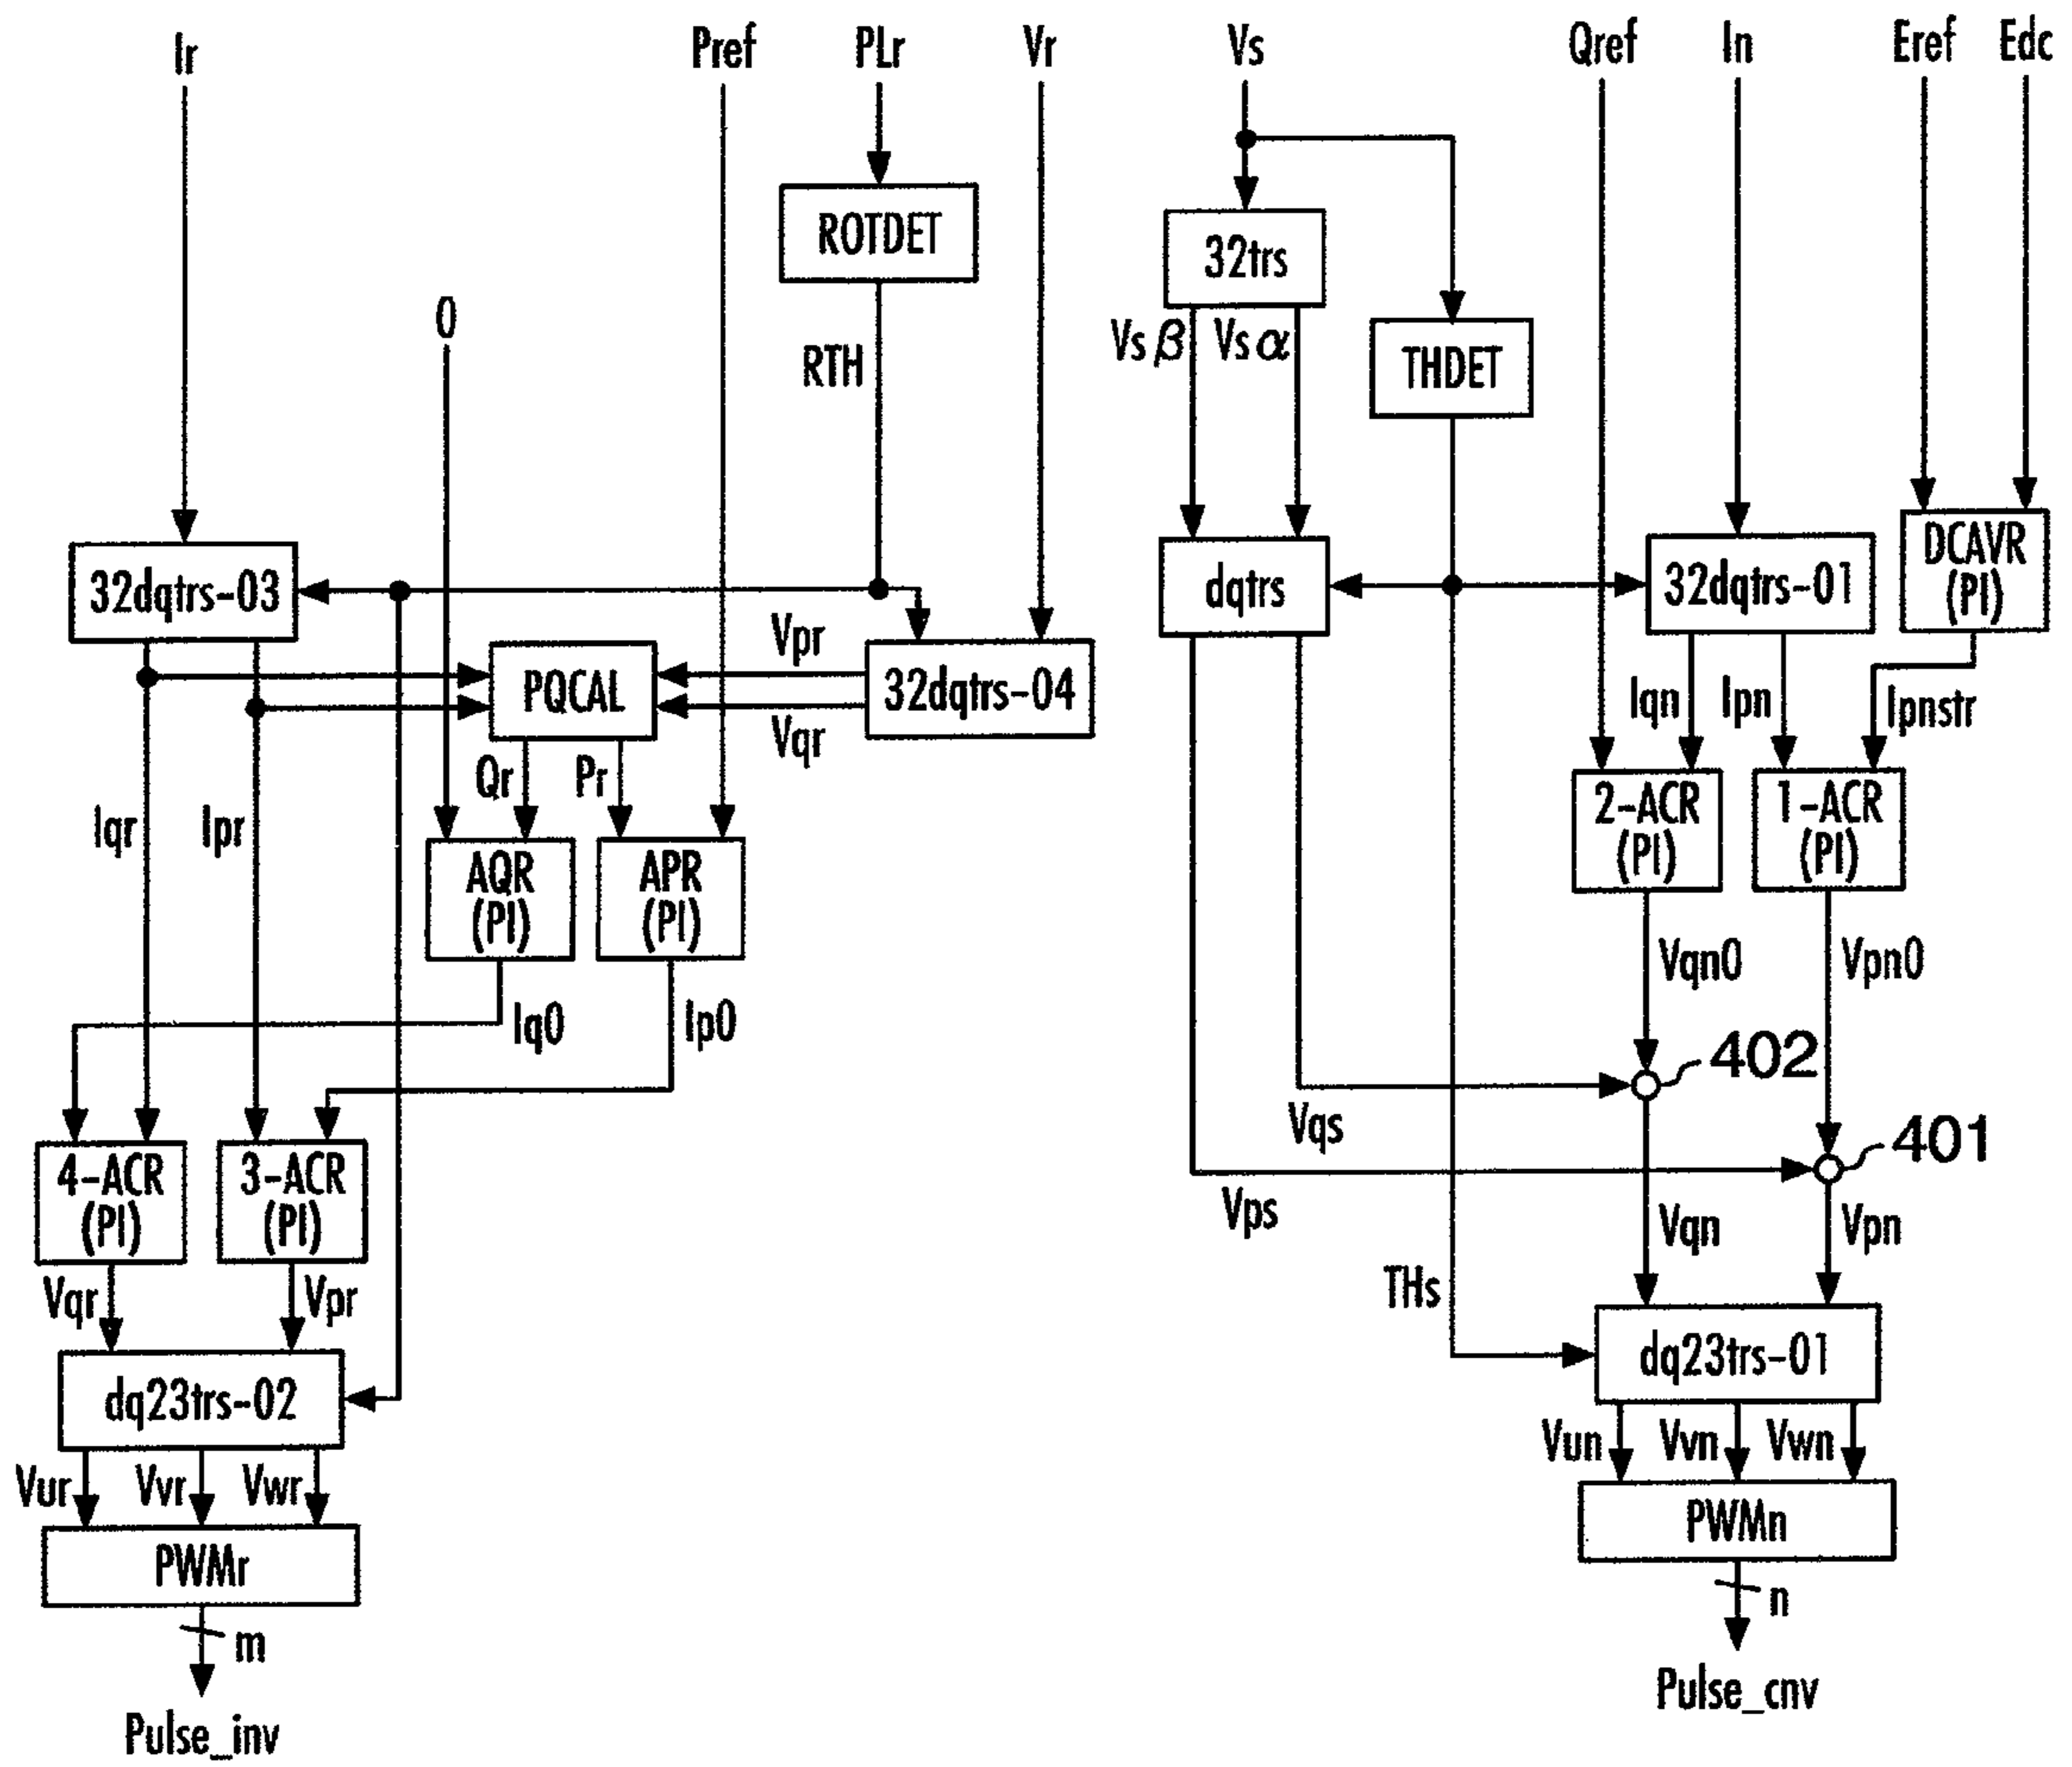 Ir
Pref
PLr
Vr
Vs
Qref
In
Eref
Edc
ROTDET
32trs
0
RTH
Vsβ
Vsα
THDET
32dqtrs-03
dqtrs
32dqtrs-01
DCAVR
(PI)
Vpr
PQCAL
32dqtrs-04
Vqr
Iqn
Ipn
Ipnstr
Qr
Pr
Iqr
Ipr
AQR
(PI)
APR
(PI)
2-ACR
(PI)
1-ACR
(PI)
Vqn0
Vpn0
Iq0
Ip0
402
Vqs
401
4-ACR
(PI)
3-ACR
(PI)
Vps
Vqn
Vpn
Vqr
Vpr
THs
dq23trs-02
dq23trs-01
Vur
Vvr
Vwr
Vun
Vvn
Vwn
PWMr
PWMn
m
n
Pulse_inv
Pulse_cnv